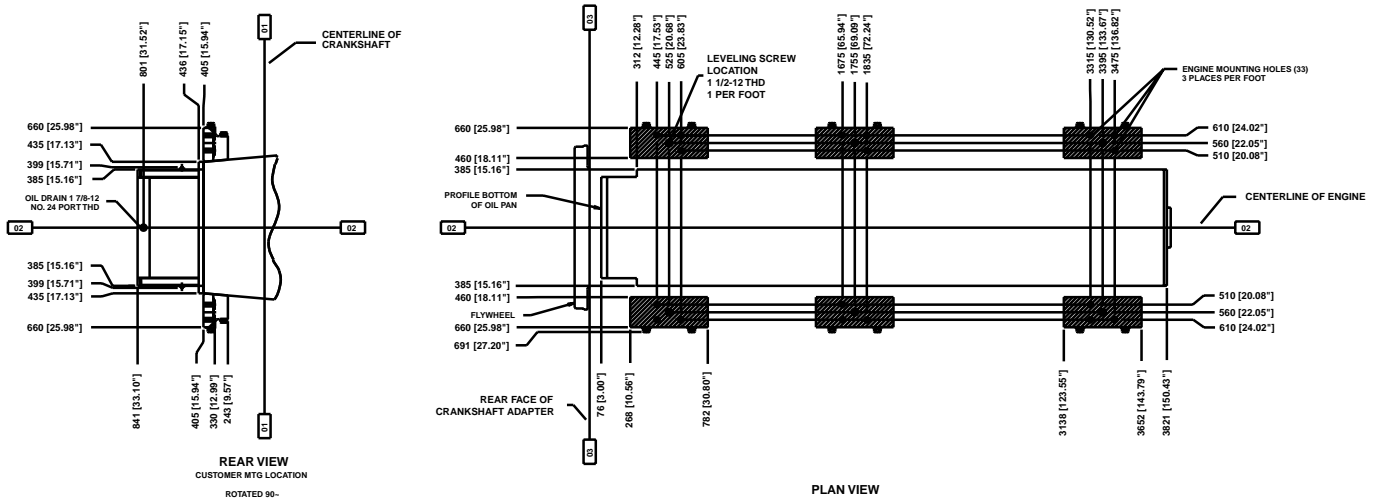 801 [31.52"]
436 [17.15"]
405 [15.94"]
01
CENTERLINE OF
CRANKSHAFT
660 [25.98"]
435 [17.13"]
399 [15.71"]
385 [15.16"]
OIL DRAIN 1 7/8-12
NO. 24 PORT THD
02
02
385 [15.16"]
399 [15.71"]
435 [17.13"]
660 [25.98"]
841 [33.10"]
405 [15.94"]
330 [12.99"]
243 [9.57"]
01
REAR VIEW
CUSTOMER MTG LOCATION
ROTATED 90~
03
312 [12.28"]
445 [17.53"]
525 [20.68"]
605 [23.83"]
LEVELING SCREW
LOCATION
1 1/2-12 THD
1 PER FOOT
1675 [65.94"]
1755 [69.09"]
1835 [72.24"]
3315 [130.52"]
3395 [133.67"]
3475 [136.82"]
ENGINE MOUNTING HOLES (33)
3 PLACES PER FOOT
660 [25.98"]
460 [18.11"]
385 [15.16"]
610 [24.02"]
560 [22.05"]
510 [20.08"]
PROFILE BOTTOM
OF OIL PAN
CENTERLINE OF ENGINE
02
02
385 [15.16"]
460 [18.11"]
FLYWHEEL
660 [25.98"]
691 [27.20"]
510 [20.08"]
560 [22.05"]
610 [24.02"]
REAR FACE OF
CRANKSHAFT ADAPTER
76 [3.00"]
268 [10.56"]
782 [30.80"]
3138 [123.55"]
3652 [143.79"]
3821 [150.43"]
03
PLAN VIEW